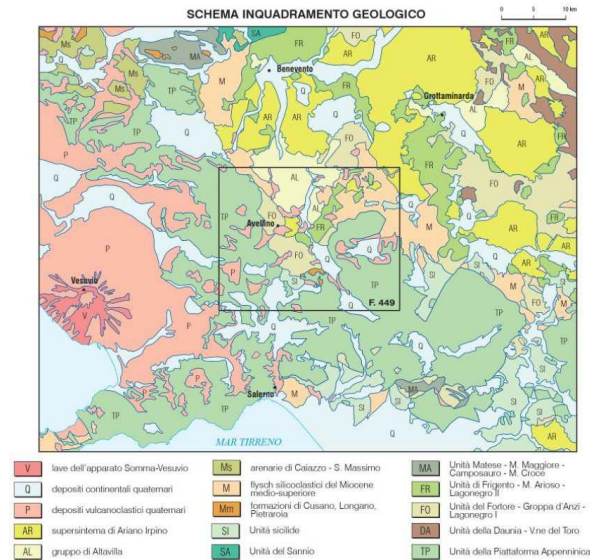 SCHEMA INQUADRAMENTO GEOLOGICO
0 5 10 km
Benevento
Grottaminarda
Avellino
Vesuvio
F. 449
Salerno
MAR TIRRENO
V lave dell'apparato Somma-Vesuvio
Q depositi continentali quaternari
P depositi vulcanoclastici quaternari
AR supersintema di Ariano Irpino
AL gruppo di Altavilla
Ms arenarie di Caiazzo - S. Massimo
M flysch silicoclastici del Miocene
medio-superiore
Mm formazioni di Cusano, Longano,
Pietraroia
SI Unità sicilide
SA Unità del Sannio
MA Unità Matese - M. Maggiore -
Camposauro - M. Croce
FR Unità di Frigento - M. Arioso -
Lagonegro II
FO Unità del Fortore - Groppa d'Anzi -
Lagonegro I
DA Unità della Daunia - V.ne del Toro
TP Unità della Piattaforma Appenninica